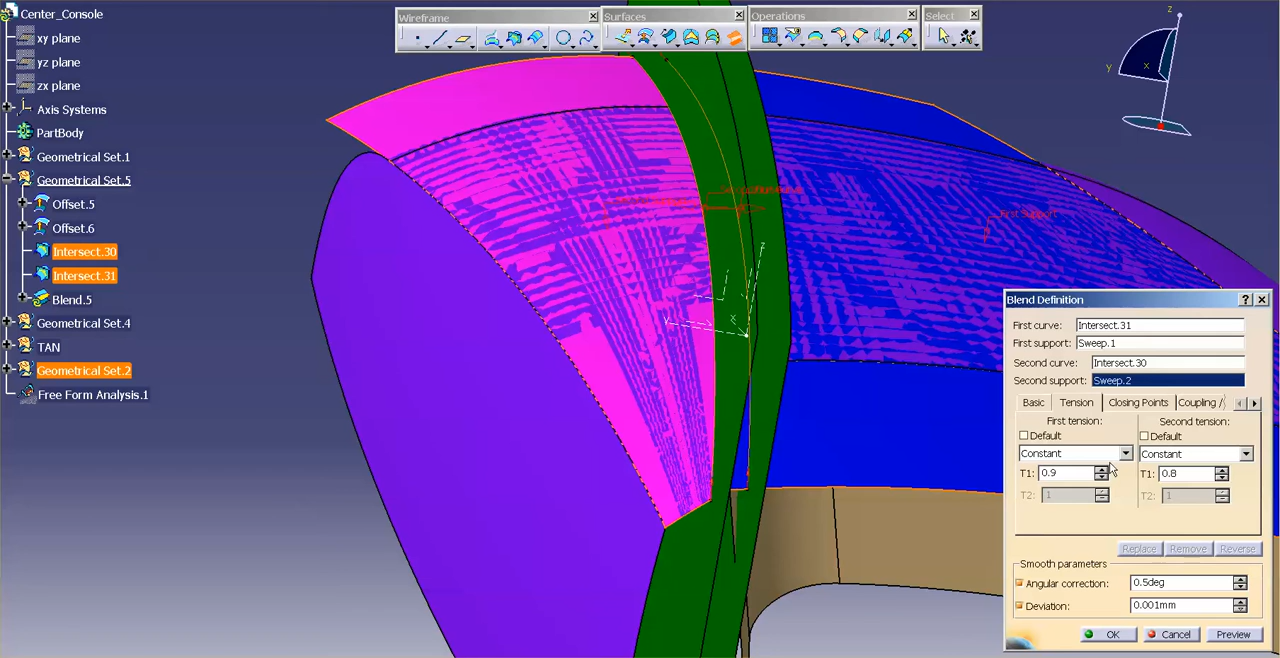 Center_Console
xy plane
yz plane
zx plane
Axis Systems
PartBody
Geometrical Set.1
Geometrical Set.5
Offset.5
Offset.6
Intersect.30
Intersect.31
Blend.5
Geometrical Set.4
TAN
Geometrical Set.2
Free Form Analysis.1
Wireframe
Surfaces
Operations
Select
z
y
x
First Support
z
x
y
Blend Definition
First curve: Intersect.31
First support: Sweep.1
Second curve: Intersect.30
Second support: Sweep.2
Basic Tension Closing Points Coupling /
First tension: Second tension:
Default Default
Constant Constant
T1: 0.9 T1: 0.8
T2: 1 T2: 1
Replace Remove Reverse
Smooth parameters
Angular correction: 0.5deg
Deviation: 0.001mm
OK Cancel Preview